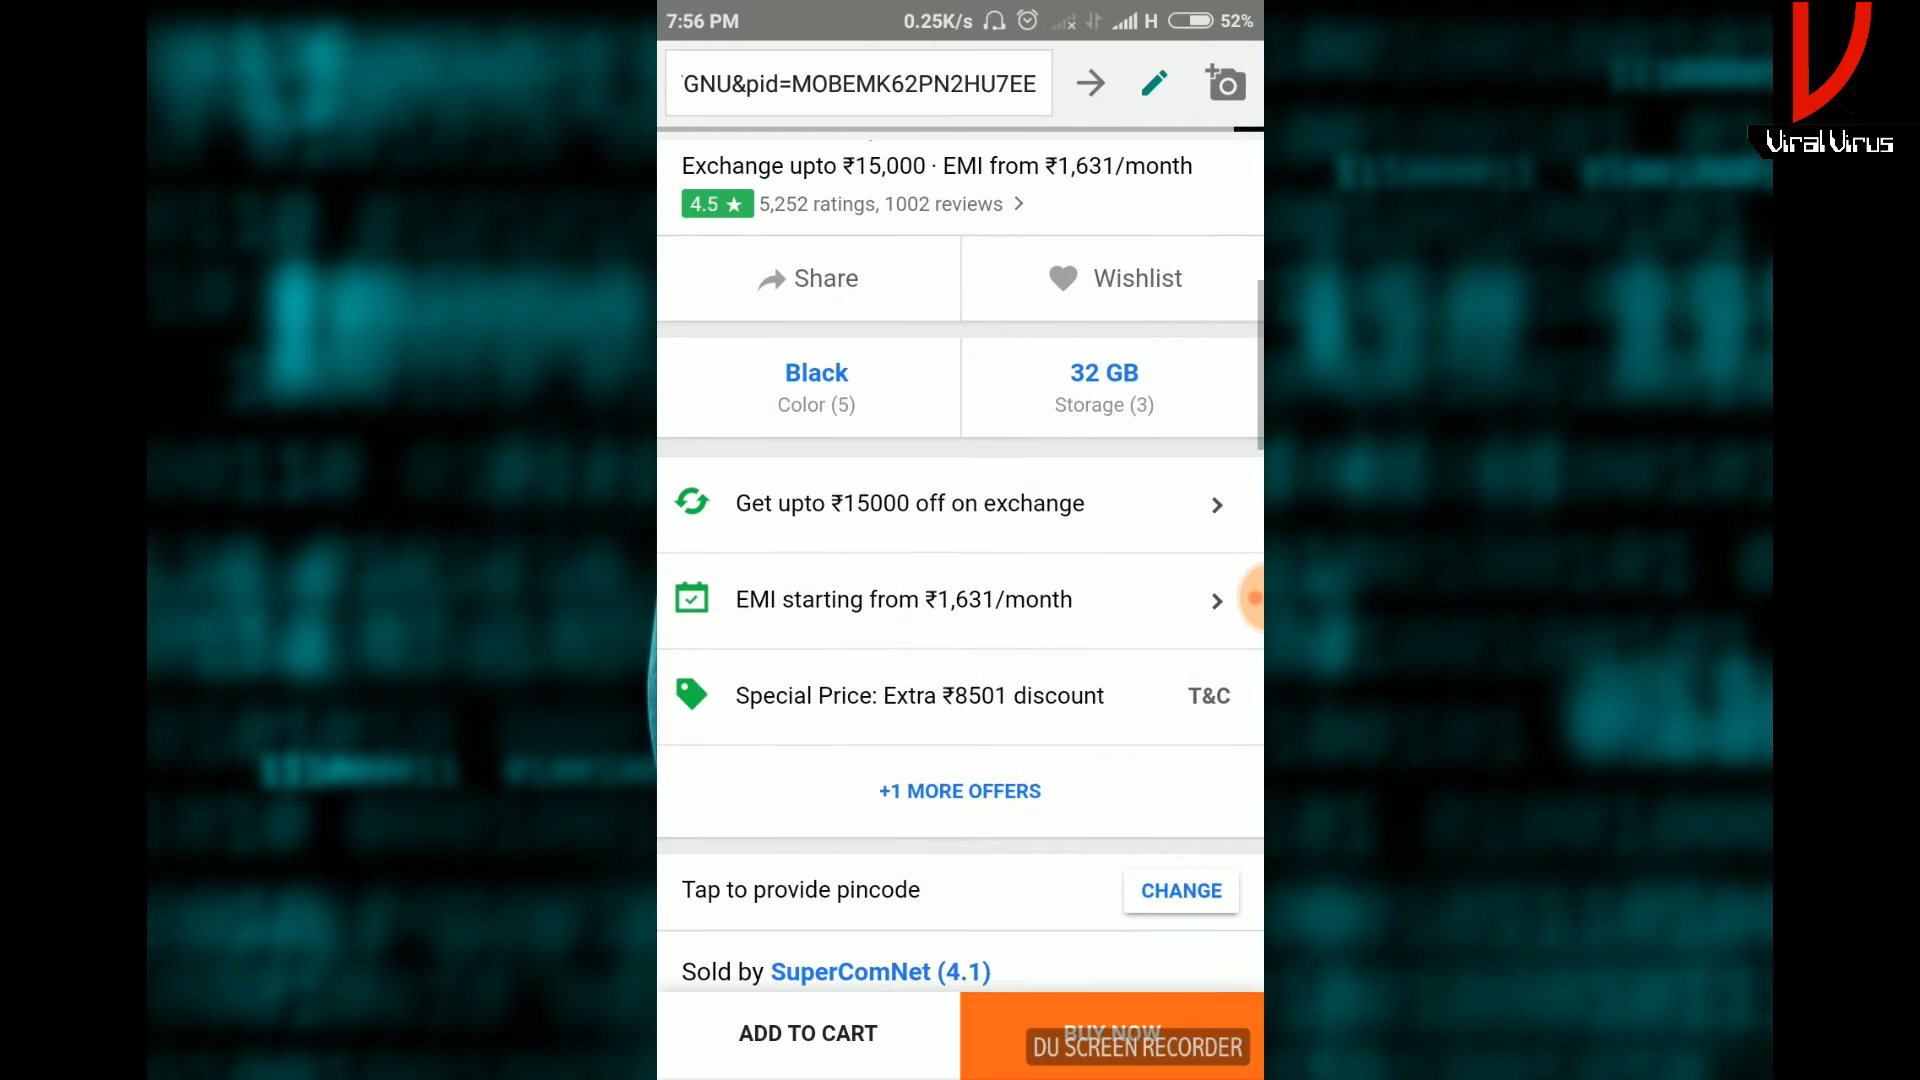 7:56 PM 0.25K/s H 52%
GNU&pid=MOBEMK62PN2HU7EE
Viral Virus
Exchange upto ₹15,000 · EMI from ₹1,631/month
4.5 ★ 5,252 ratings, 1002 reviews
Share Wishlist
Black 32 GB
Color (5) Storage (3)
Get upto ₹15000 off on exchange
EMI starting from ₹1,631/month
Special Price: Extra ₹8501 discount T&C
+1 MORE OFFERS
Tap to provide pincode CHANGE
Sold by SuperComNet (4.1)
ADD TO CART BUY NOW
DU SCREEN RECORDER